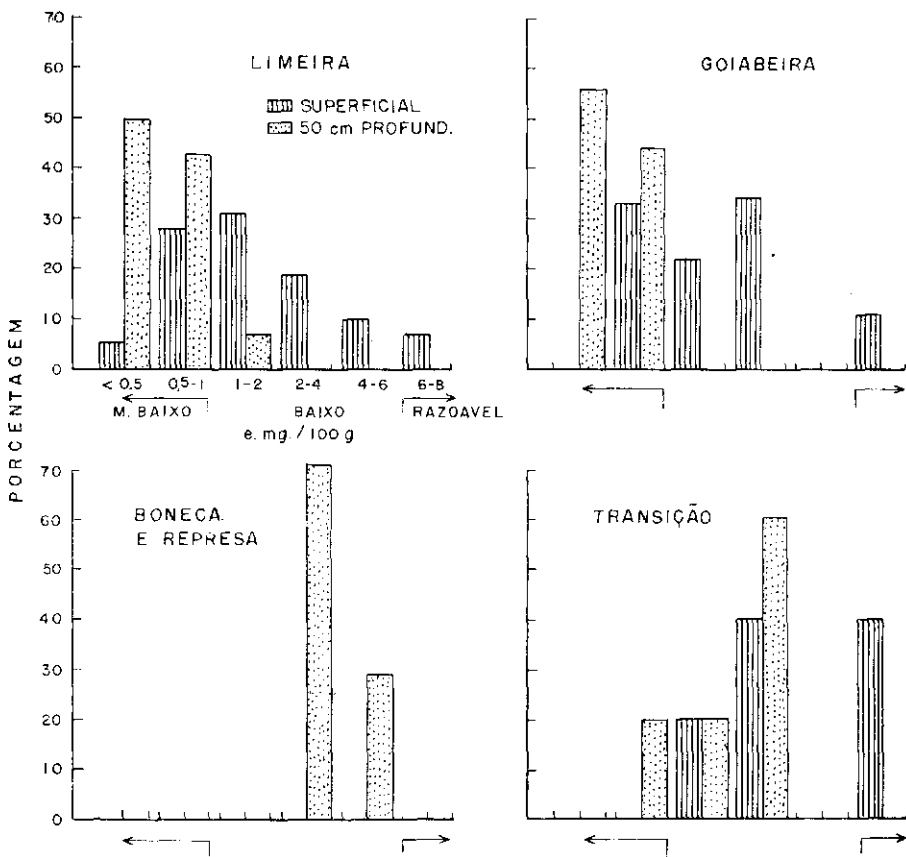 70
60
50
40
30
20
10
0
PORCENTAGEM
LIMEIRA
SUPERFICIAL
50 cm PROFUND.
<0.5 0,5-1 1-2 2-4 4-6 6-8
M. BAIXO BAIXO RAZOAVEL
e. mg./100 g
GOIABEIRA
70
60
50
40
30
20
10
0
BONECA
E REPRESA
TRANSIÇÃO